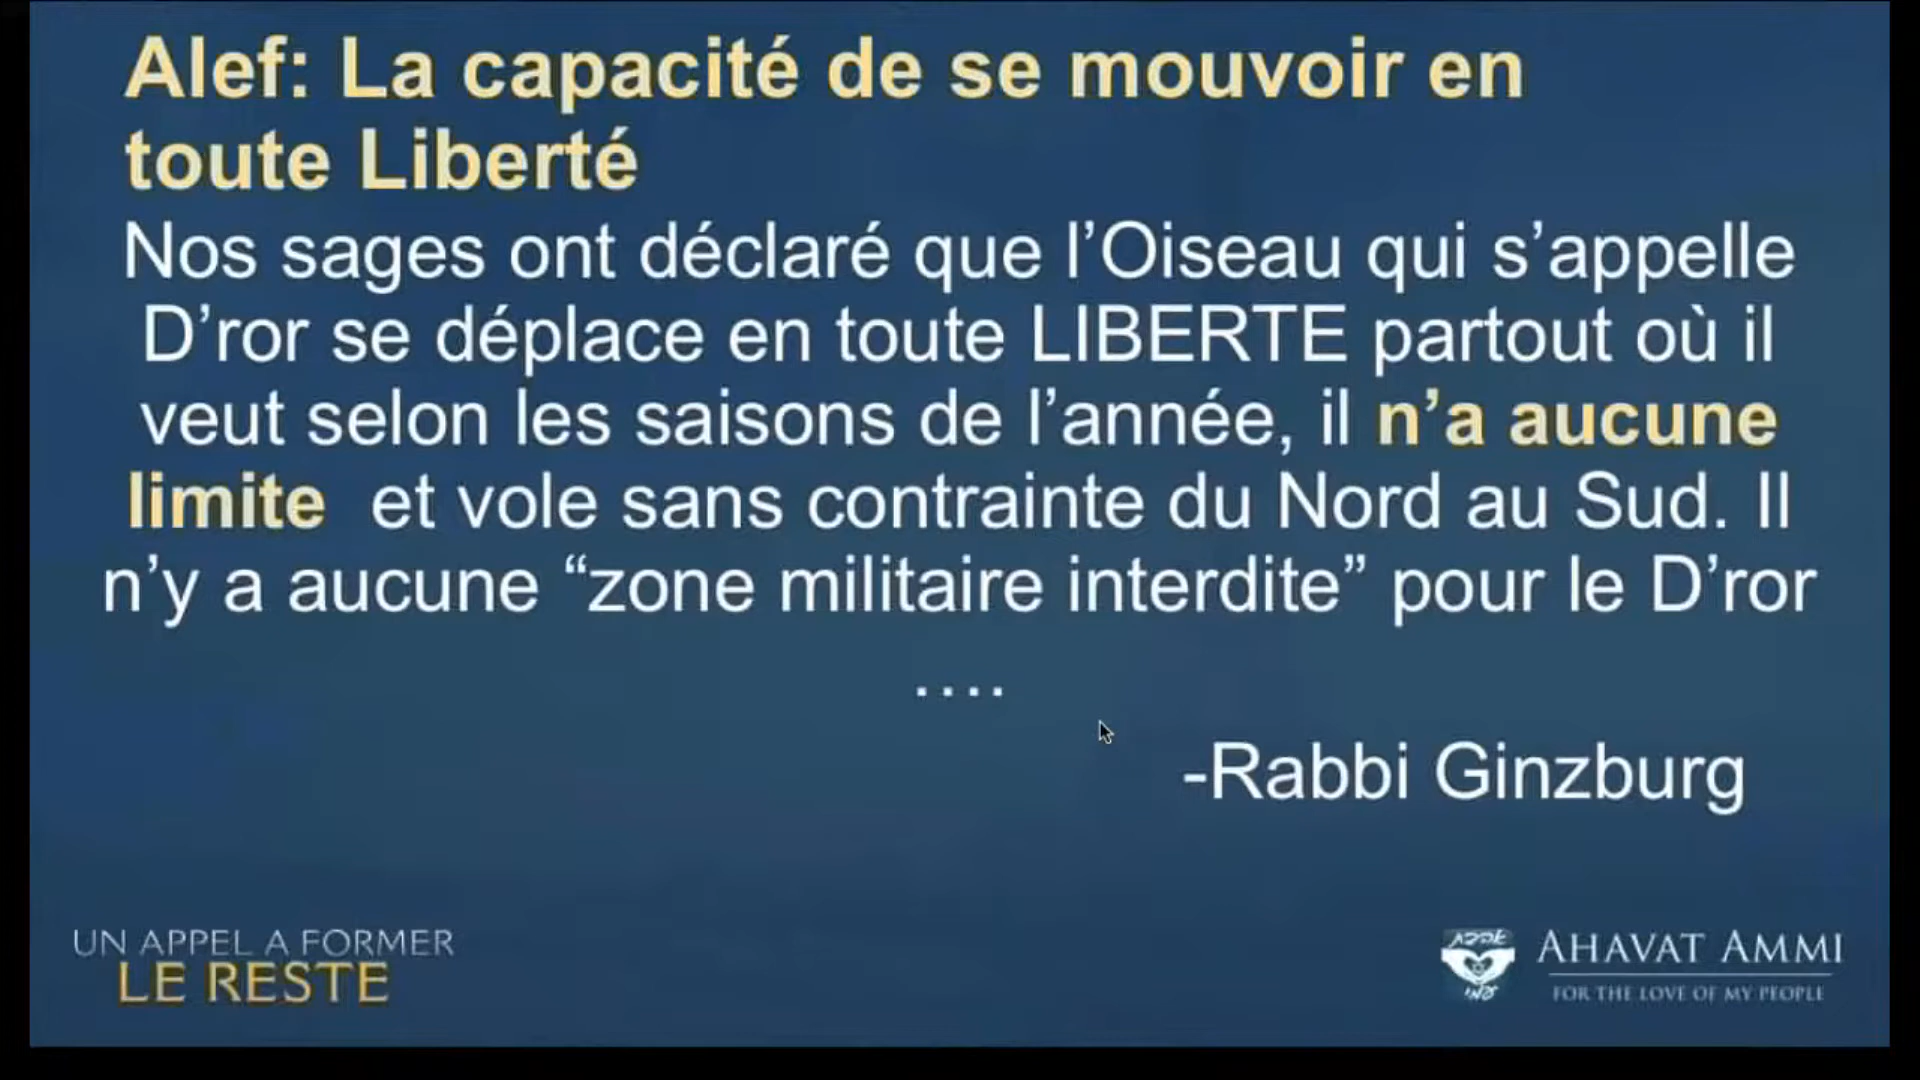 Alef: La capacité de se mouvoir en
toute Liberté
Nos sages ont déclaré que l’Oiseau qui s’appelle
D’ror se déplace en toute LIBERTE partout où il
veut selon les saisons de l’année, il n’a aucune
limite et vole sans contrainte du Nord au Sud. Il
n’y a aucune “zone militaire interdite” pour le D’ror
....
-Rabbi Ginzburg
UN APPEL A FORMER
LE RESTE
AHAVAT AMMI
FOR THE LOVE OF MY PEOPLE